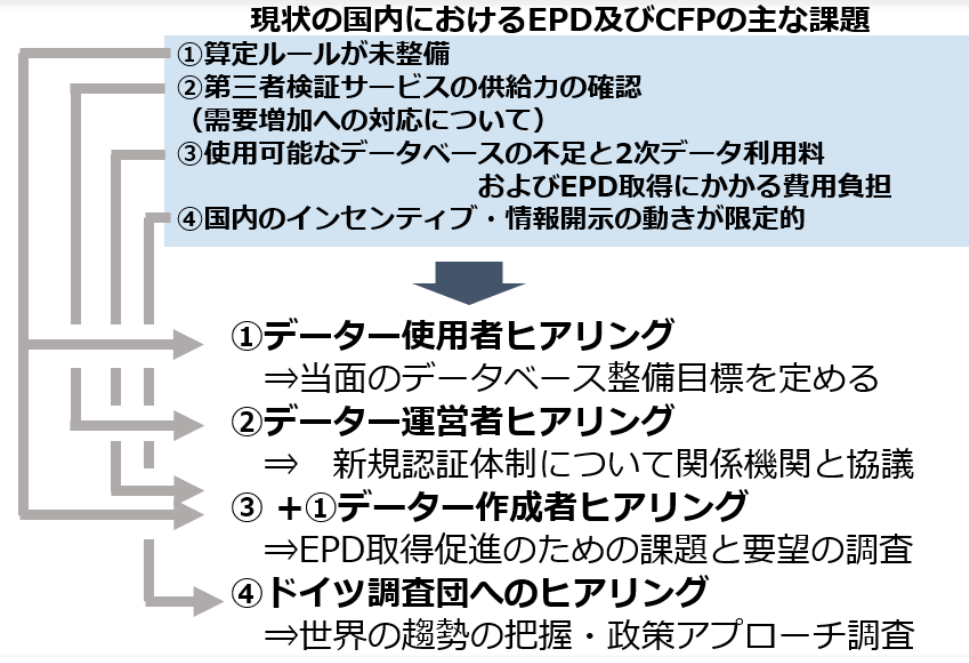 現状の国内におけるEPD及びCFPの主な課題
①算定ルールが未整備
②第三者検証サービスの供給力の確認
（需要増加への対応について）
③使用可能なデータベースの不足と2次データ利用料
およびEPD取得にかかる費用負担
④国内のインセンティブ・情報開示の動きが限定的
①データー使用者ヒアリング
⇒当面のデータベース整備目標を定める
②データー運営者ヒアリング
⇒　新規認証体制について関係機関と協議
③ +①データー作成者ヒアリング
⇒EPD取得促進のための課題と要望の調査
④ドイツ調査団へのヒアリング
⇒世界の趨勢の把握・政策アプローチ調査